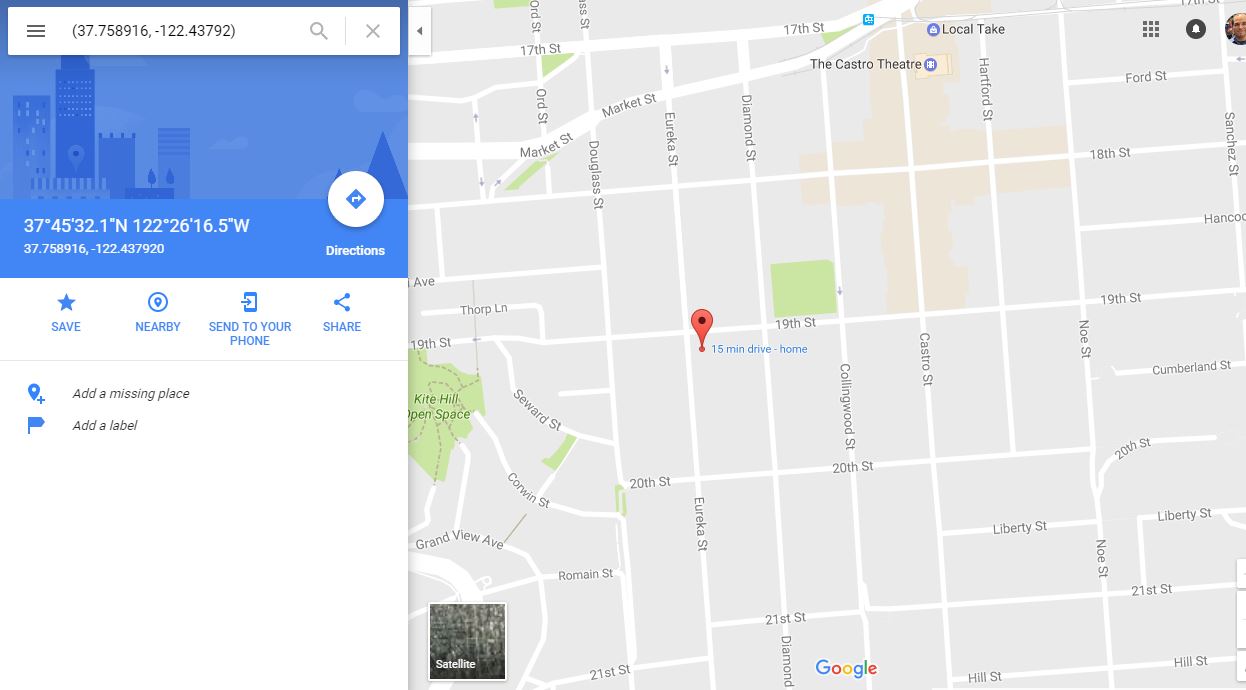 (37.758916, -122.43792)
37°45'32.1"N 122°26'16.5"W
37.758916, -122.437920
Directions
SAVE
NEARBY
SEND TO YOUR
PHONE
SHARE
Add a missing place
Add a label
17th St
17th St
17th St
Local Take
The Castro Theatre
Ord St
Ord St
Market St
Market St
Douglass St
Eureka St
Diamond St
Hartford St
Ford St
Sanchez St
18th St
Hancoc
l Ave
Thorp Ln
19th St
19th St
19th St
15 min drive - home
Kite Hill
Open Space
Seward St
Corwin St
Grand View Ave
Romain St
20th St
20th St
20th St
Collingwood St
Castro St
Noe St
Cumberland St
Eureka St
Liberty St
Liberty St
Noe St
21st St
21st St
21st St
Diamond
Hill St
Hill St
Satellite
Google